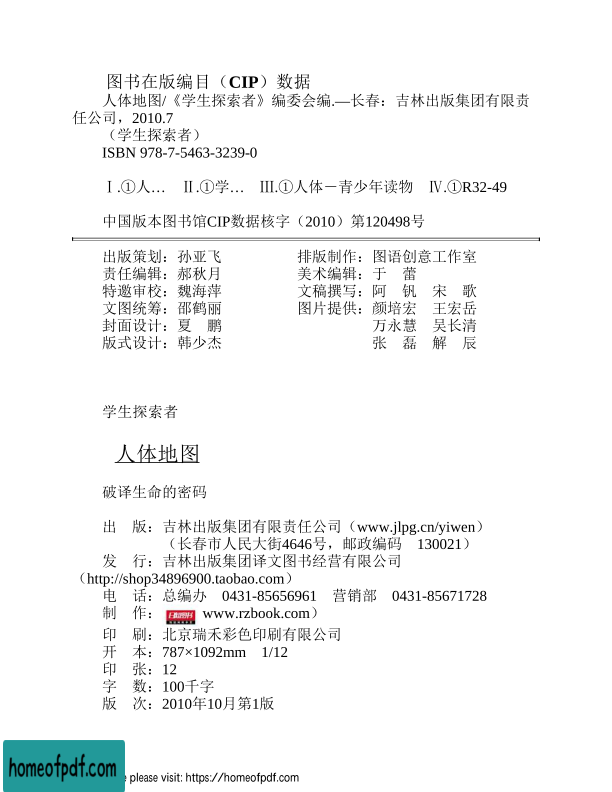 图书在版编目（CIP）数据
人体地图/《学生探索者》编委会编.—长春：吉林出版集团有限责
任公司，2010.7
（学生探索者）
ISBN 978-7-5463-3239-0
Ⅰ.①人… Ⅱ.①学… Ⅲ.①人体－青少年读物 Ⅳ.①R32-49
中国版本图书馆CIP数据核字（2010）第120498号
出版策划：孙亚飞 排版制作：图语创意工作室
责任编辑：郝秋月 美术编辑：于 蕾
特邀审校：魏海萍 文稿撰写：阿 钒 宋 歌
文图统筹：邵鹤丽 图片提供：颜培宏 王宏岳
封面设计：夏 鹏 万永慧 吴长清
版式设计：韩少杰 张 磊 解 辰
学生探索者
人体地图
破译生命的密码
出 版：吉林出版集团有限责任公司（www.jlpg.cn/yiwen）
（长春市人民大街4646号，邮政编码 130021）
发 行：吉林出版集团译文图书经营有限公司
（http://shop34896900.taobao.com）
电 话：总编办 0431-85656961 营销部 0431-85671728
制 作： www.rzbook.com）
印 刷：北京瑞禾彩色印刷有限公司
开 本：787×1092mm 1/12
印 张：12
字 数：100千字
版 次：2010年10月第1版
homeofpdf.com
please visit: https://homeofpdf.com